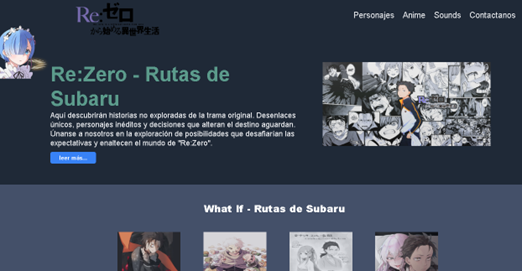 Re:ゼロ
から始める異世界生活
Personajes Anime Sounds Contactanos
Re:Zero - Rutas de
Subaru
Aquí descubrirán historias no exploradas de la trama original. Desenlaces
únicos, personajes inéditos y decisiones que alteran el destino aguardan.
Únanse a nosotros en la exploración de posibilidades que desafiarían las
expectativas y enaltecen el mundo de "Re:Zero".
leer más...
What If - Rutas de Subaru